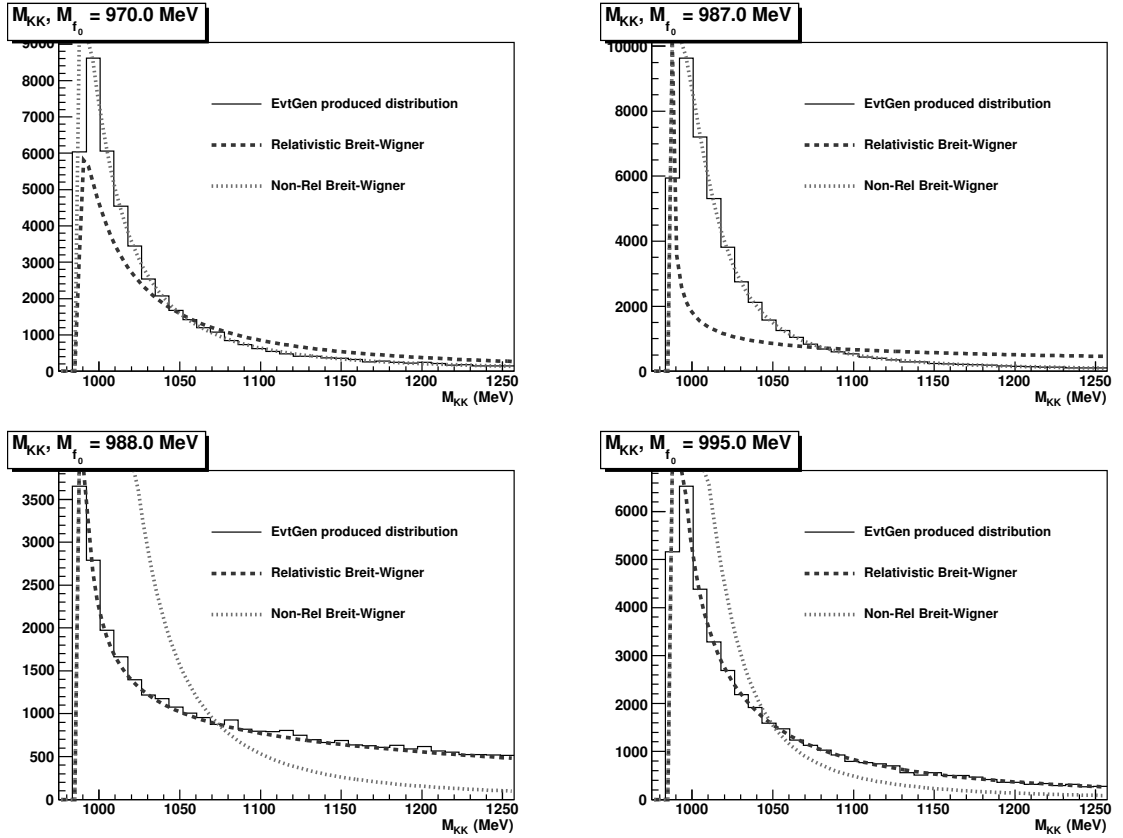 M_KK, M_f0 = 970.0 MeV
9000
8000
7000
6000
5000
4000
3000
2000
1000
0
EvtGen produced distribution
Relativistic Breit-Wigner
Non-Rel Breit-Wigner
1000 1050 1100 1150 1200 1250
M_KK (MeV)
M_KK, M_f0 = 987.0 MeV
10000
8000
6000
4000
2000
0
EvtGen produced distribution
Relativistic Breit-Wigner
Non-Rel Breit-Wigner
1000 1050 1100 1150 1200 1250
M_KK (MeV)
M_KK, M_f0 = 988.0 MeV
3500
3000
2500
2000
1500
1000
500
0
EvtGen produced distribution
Relativistic Breit-Wigner
Non-Rel Breit-Wigner
1000 1050 1100 1150 1200 1250
M_KK (MeV)
M_KK, M_f0 = 995.0 MeV
6000
5000
4000
3000
2000
1000
0
EvtGen produced distribution
Relativistic Breit-Wigner
Non-Rel Breit-Wigner
1000 1050 1100 1150 1200 1250
M_KK (MeV)